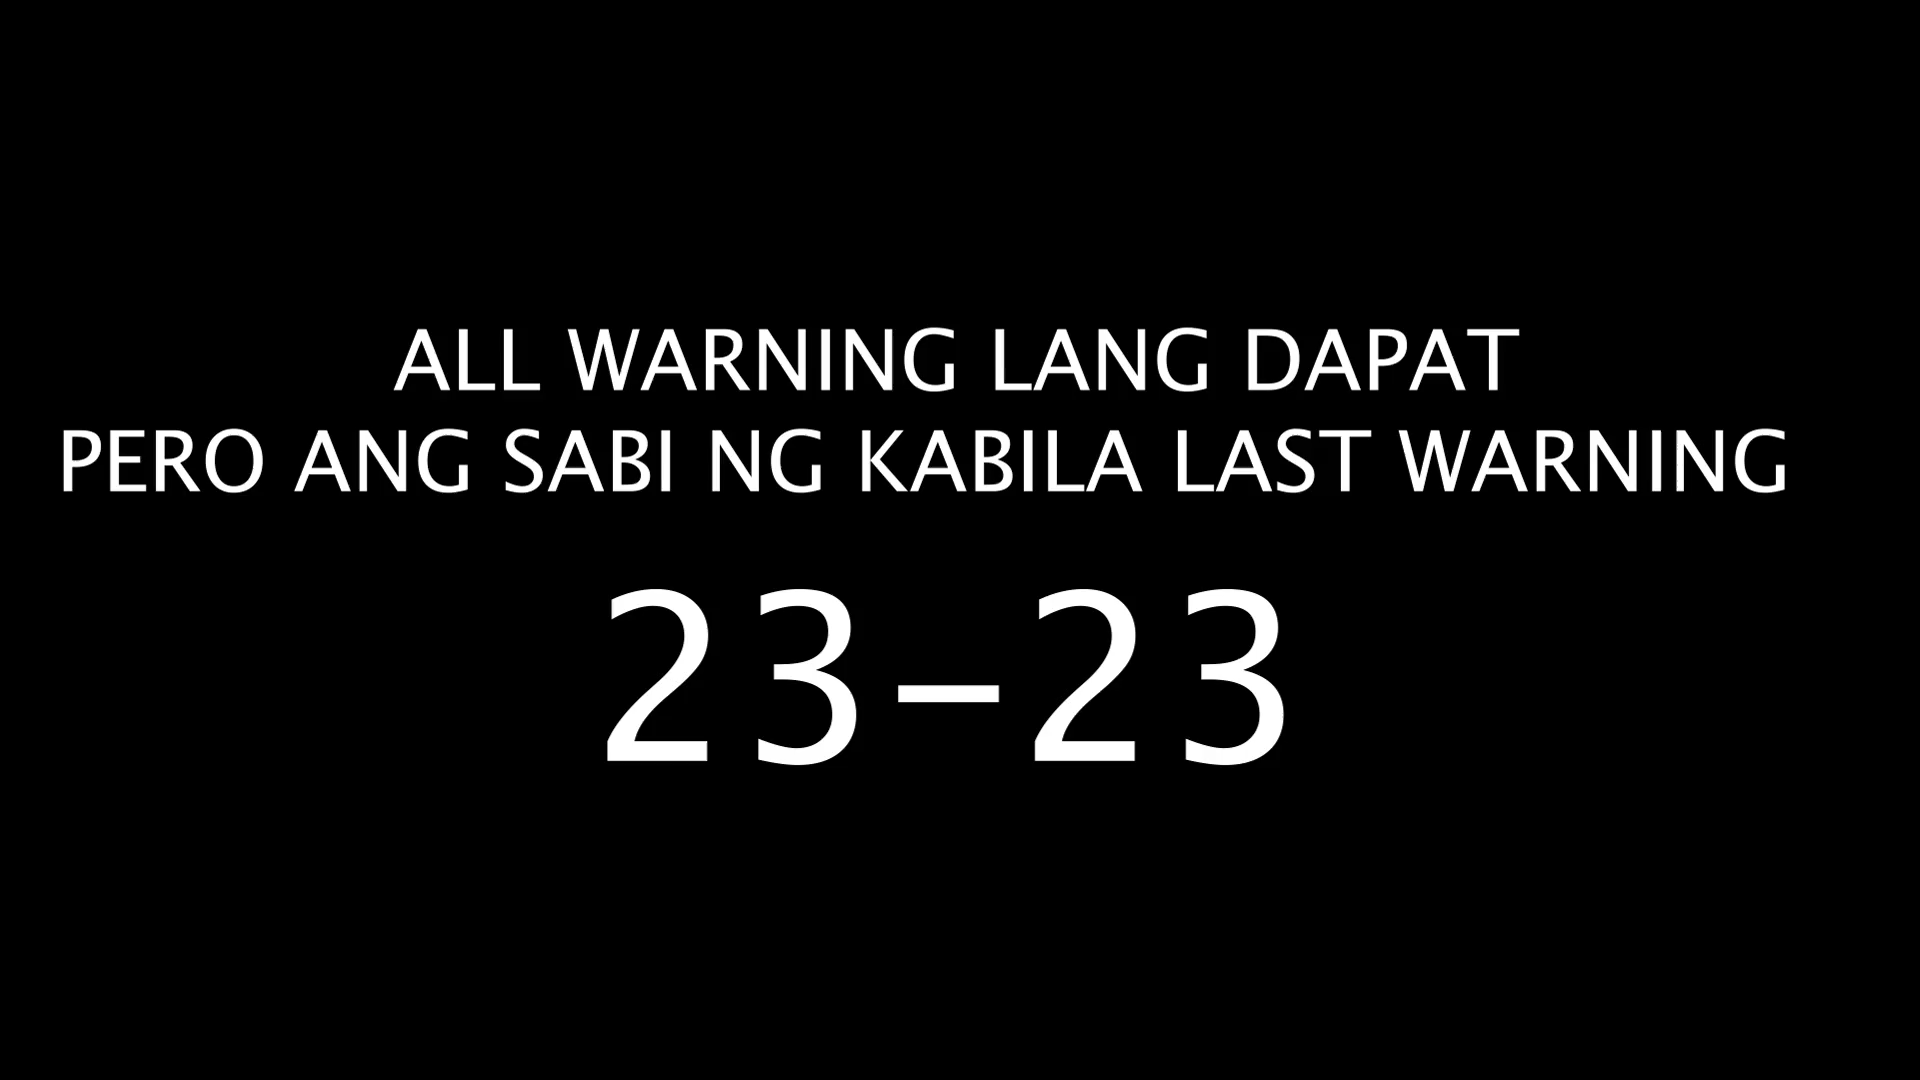 ALL WARNING LANG DAPAT
PERO ANG SABI NG KABILA LAST WARNING
23-23